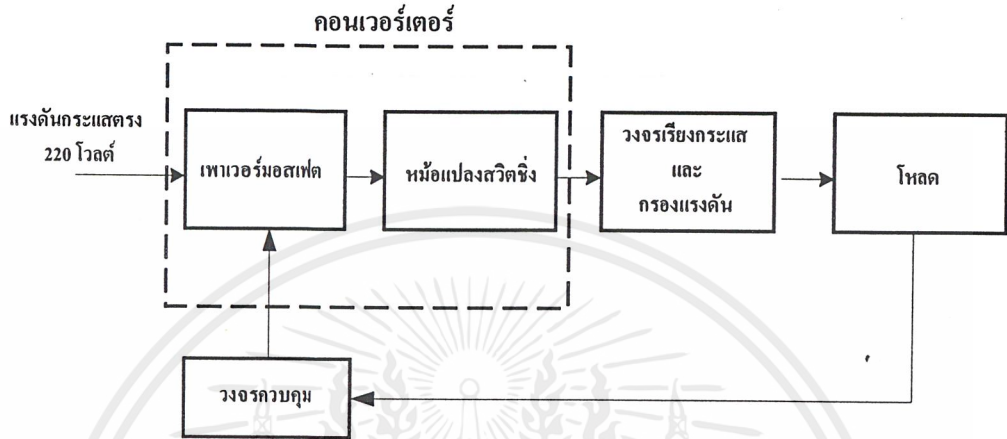 คอนเวอร์เตอร์
แรงดันกระแสตรง
220 โวลต์
เพาเวอร์มอสเฟต
หม้อแปลงสวิตชิ่ง
วงจรเรียงกระแส
และ
กรองแรงดัน
โหลด
วงจรควบคุม